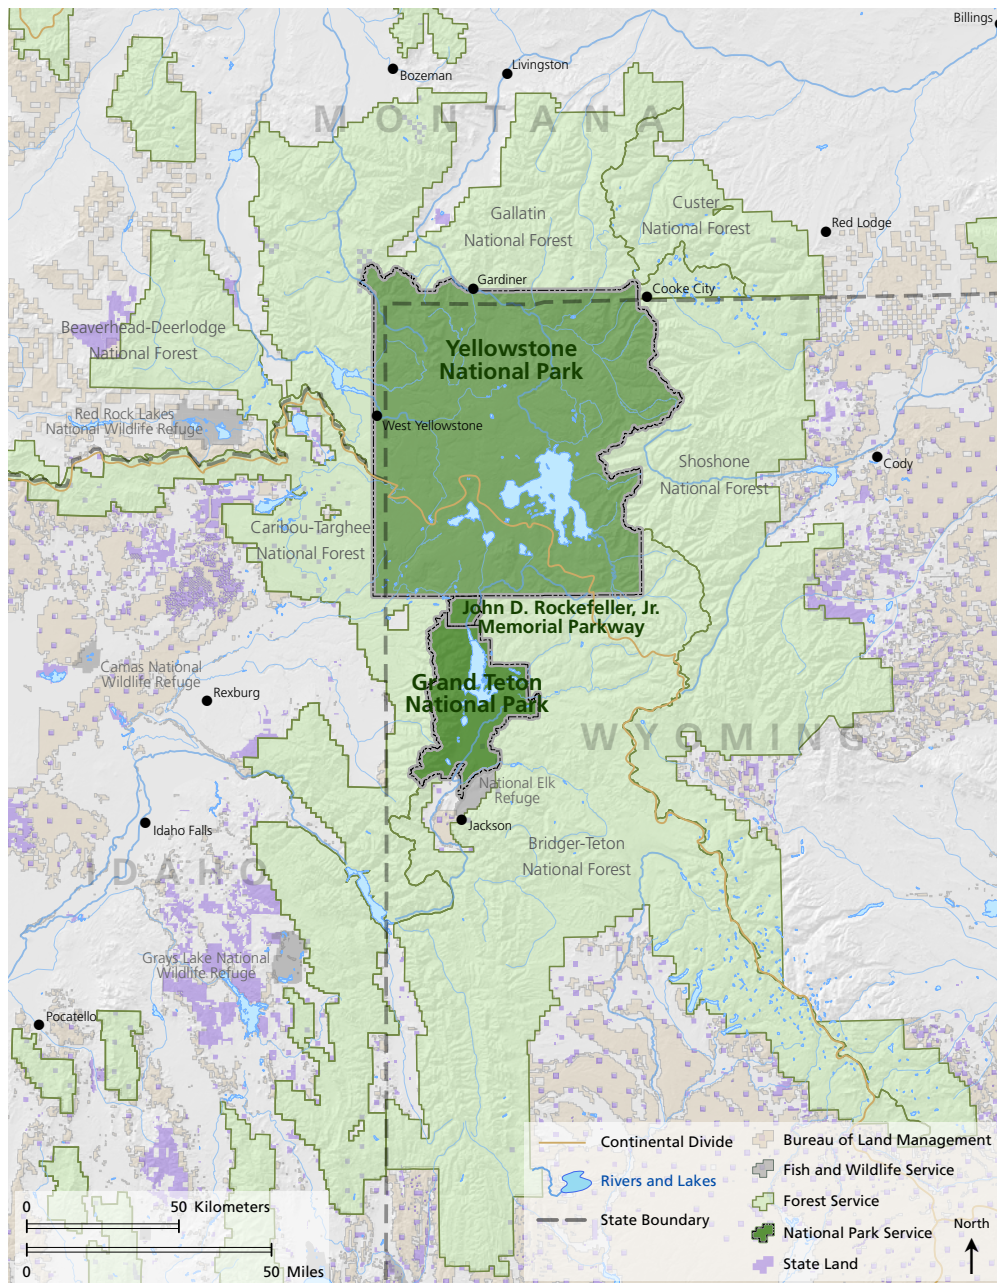 Billings
Bozeman
Livingston
MONTANA
Gallatin
National Forest
Custer
National Forest
Red Lodge
Gardiner
Cooke City
Beaverhead-Deerlodge
National Forest
Yellowstone
National Park
Red Rock Lakes
National Wildlife Refuge
West Yellowstone
Shoshone
National Forest
Cody
Caribou-Targhee
National Forest
John D. Rockefeller, Jr.
Memorial Parkway
Camas National
Wildlife Refuge
Rexburg
Grand Teton
National Park
WYOMING
National Elk
Refuge
Idaho Falls
Jackson
IDAHO
Bridger-Teton
National Forest
Grays Lake National
Wildlife Refuge
Pocatello
Continental Divide
Rivers and Lakes
State Boundary
Bureau of Land Management
Fish and Wildlife Service
Forest Service
National Park Service
State Land
North
0 50 Kilometers
0 50 Miles